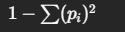 1 − ∑(pᵢ)²